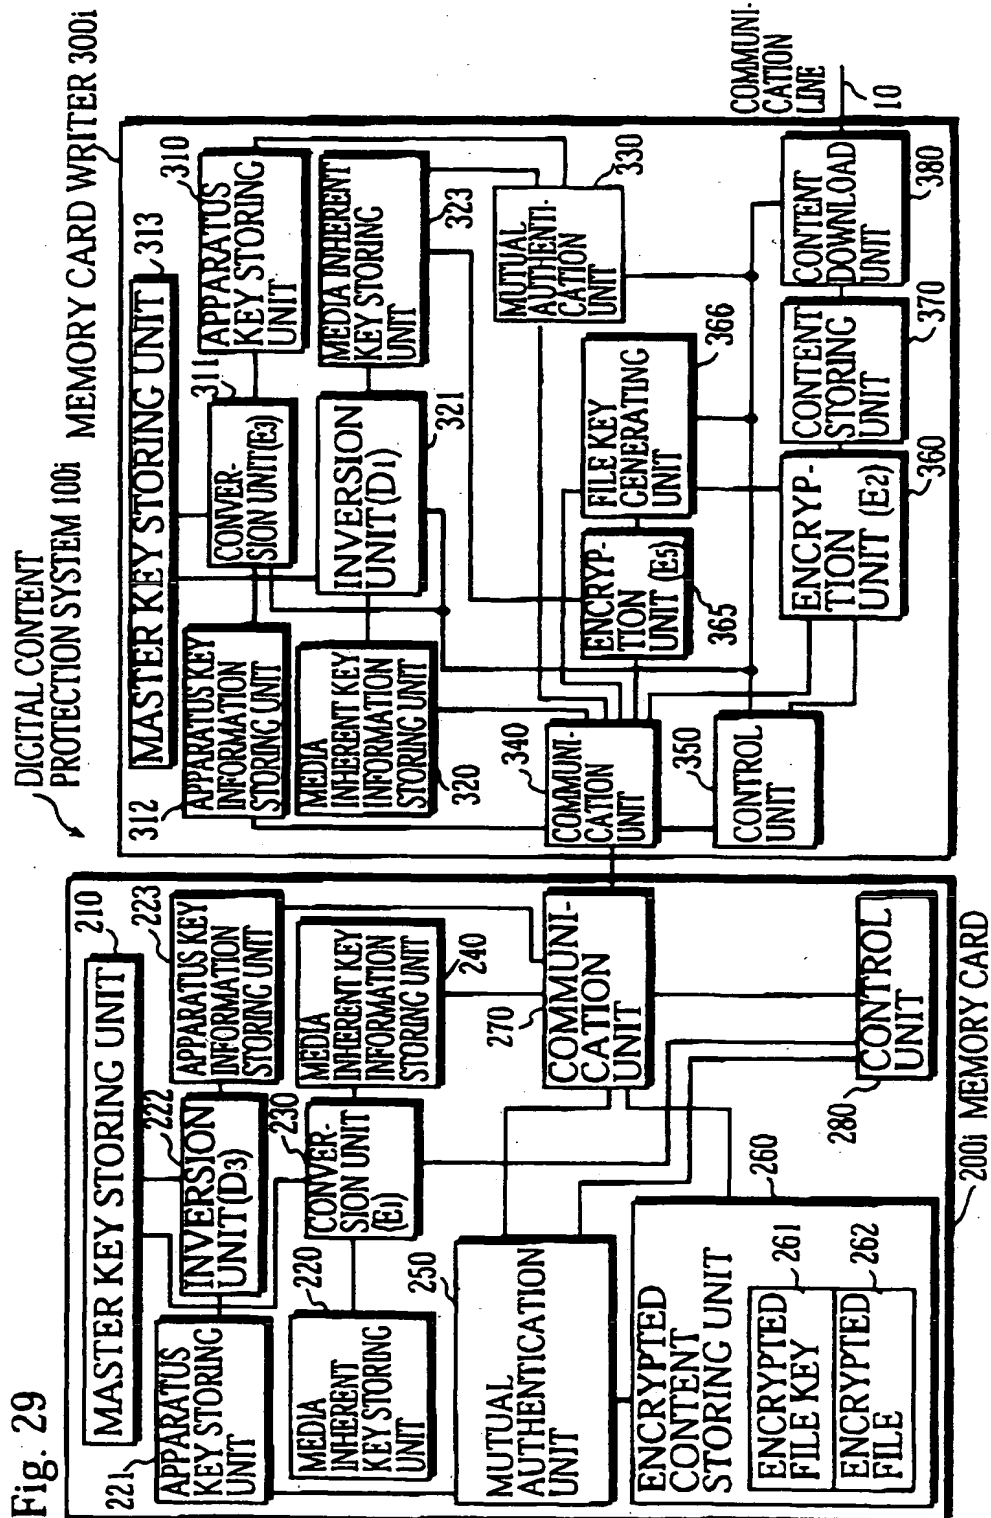 Fig. 29
DIGITAL CONTENT
PROTECTION SYSTEM 100i
MEMORY CARD WRITER 300i
MASTER KEY STORING UNIT
210
APPARATUS
KEY STORING
UNIT
221
INVERSION
UNIT(D3)
222
APPARATUS KEY
INFORMATION
STORING UNIT
223
MEDIA
INHERENT
KEY STORING
UNIT
220
CONVER-
SION UNIT
(E1)
230
MEDIA
INHERENT KEY
INFORMATION
STORING UNIT
240
MUTUAL
AUTHENTICATION
UNIT
250
COMMUNI-
CATION
UNIT
270
ENCRYPTED
CONTENT
STORING UNIT
260
ENCRYPTED
FILE KEY
261
ENCRYPTED
FILE
262
CONTROL
UNIT
280
200i MEMORY CARD
MASTER KEY STORING UNIT
313
APPARATUS KEY
INFORMATION
STORING UNIT
312
CONVER-
SION UNIT(E3)
311
APPARATUS
KEY STORING
UNIT
310
MEDIA
INHERENT KEY
INFORMATION
STORING UNIT
320
INVERSION
UNIT(D1)
321
MEDIA INHERENT
KEY STORING
UNIT
323
MUTUAL
AUTHENTI-
CATION
UNIT
330
COMMUNI-
CATION
UNIT
340
ENCRYP-
TION
UNIT (E5)
365
FILE KEY
GENERATING
UNIT
366
CONTROL
UNIT
350
ENCRYP-
TION
UNIT (E2)
360
CONTENT
STORING
UNIT
370
CONTENT
DOWNLOAD
UNIT
380
COMMUNI-
CATION
LINE
10